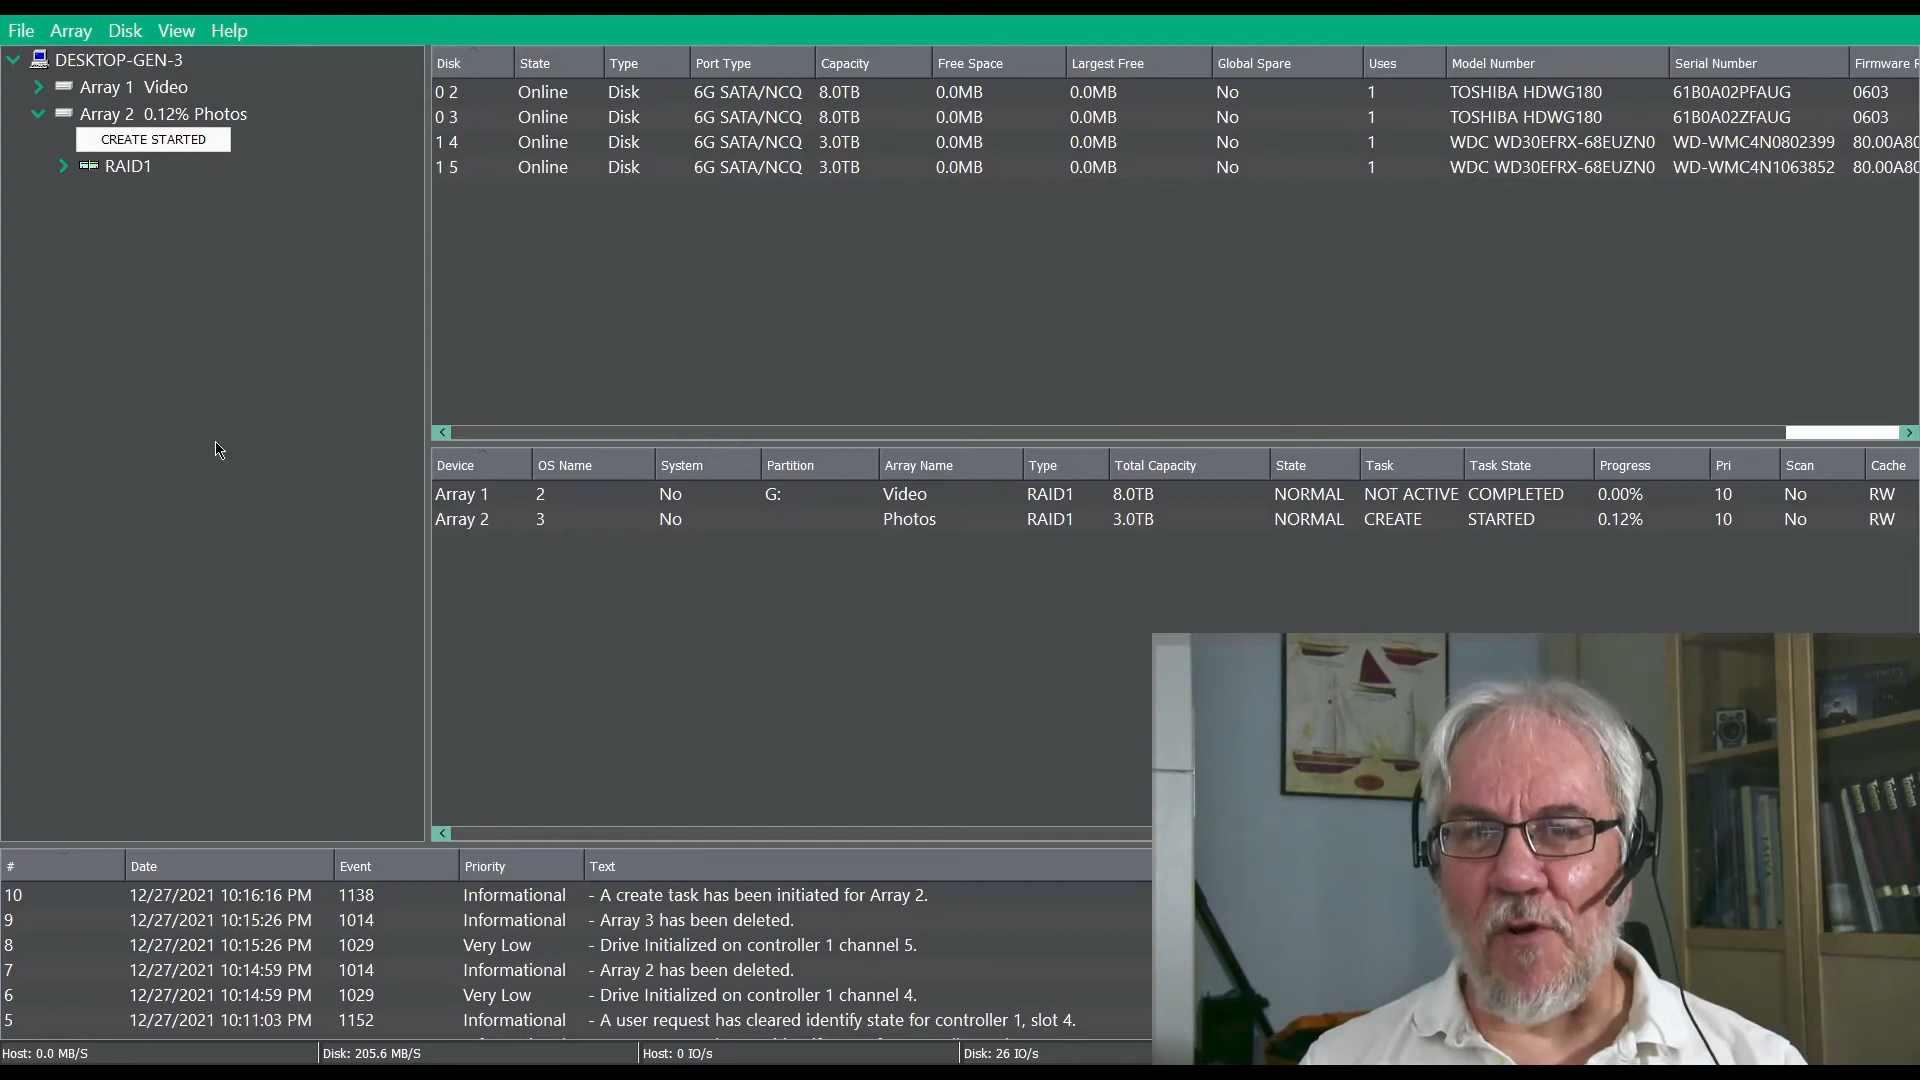 File Array Disk View Help
DESKTOP-GEN-3
Array 1 Video
Array 2 0.12% Photos
CREATE STARTED
RAID1
Disk State Type Port Type Capacity Free Space Largest Free Global Spare Uses Model Number Serial Number Firmware R
0 2 Online Disk 6G SATA/NCQ 8.0TB 0.0MB 0.0MB No 1 TOSHIBA HDWG180 61B0A02PFAUG 0603
0 3 Online Disk 6G SATA/NCQ 8.0TB 0.0MB 0.0MB No 1 TOSHIBA HDWG180 61B0A02ZFAUG 0603
1 4 Online Disk 6G SATA/NCQ 3.0TB 0.0MB 0.0MB No 1 WDC WD30EFRX-68EUZN0 WD-WMC4N0802399 80.00A80
1 5 Online Disk 6G SATA/NCQ 3.0TB 0.0MB 0.0MB No 1 WDC WD30EFRX-68EUZN0 WD-WMC4N1063852 80.00A80
Device OS Name System Partition Array Name Type Total Capacity State Task Task State Progress Pri Scan Cache
Array 1 2 No G: Video RAID1 8.0TB NORMAL NOT ACTIVE COMPLETED 0.00% 10 No RW
Array 2 3 No Photos RAID1 3.0TB NORMAL CREATE STARTED 0.12% 10 No RW
# Date Event Priority Text
10 12/27/2021 10:16:16 PM 1138 Informational - A create task has been initiated for Array 2.
9 12/27/2021 10:15:26 PM 1014 Informational - Array 3 has been deleted.
8 12/27/2021 10:15:26 PM 1029 Very Low - Drive Initialized on controller 1 channel 5.
7 12/27/2021 10:14:59 PM 1014 Informational - Array 2 has been deleted.
6 12/27/2021 10:14:59 PM 1029 Very Low - Drive Initialized on controller 1 channel 4.
5 12/27/2021 10:11:03 PM 1152 Informational - A user request has cleared identify state for controller 1, slot 4.
Host: 0.0 MB/S Disk: 205.6 MB/S Host: 0 IO/s Disk: 26 IO/s